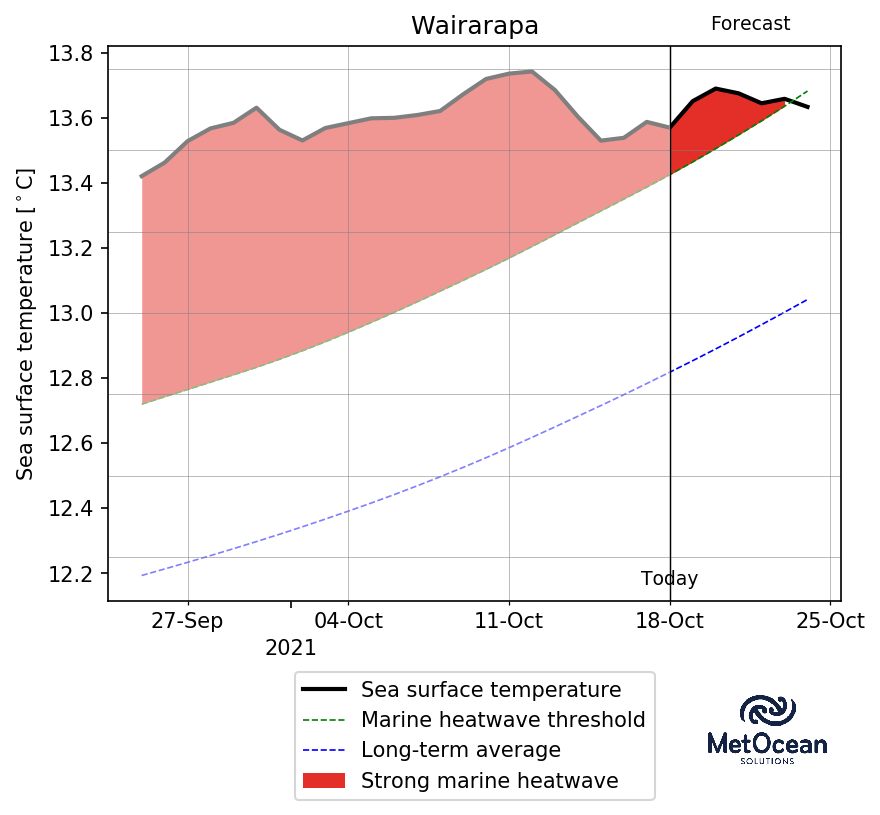 Wairarapa
Forecast
Sea surface temperature [°C]
13.8
13.6
13.4
13.2
13.0
12.8
12.6
12.4
12.2
Today
27-Sep 04-Oct 11-Oct 18-Oct 25-Oct
2021
Sea surface temperature
Marine heatwave threshold
Long-term average
Strong marine heatwave
MetOcean
SOLUTIONS